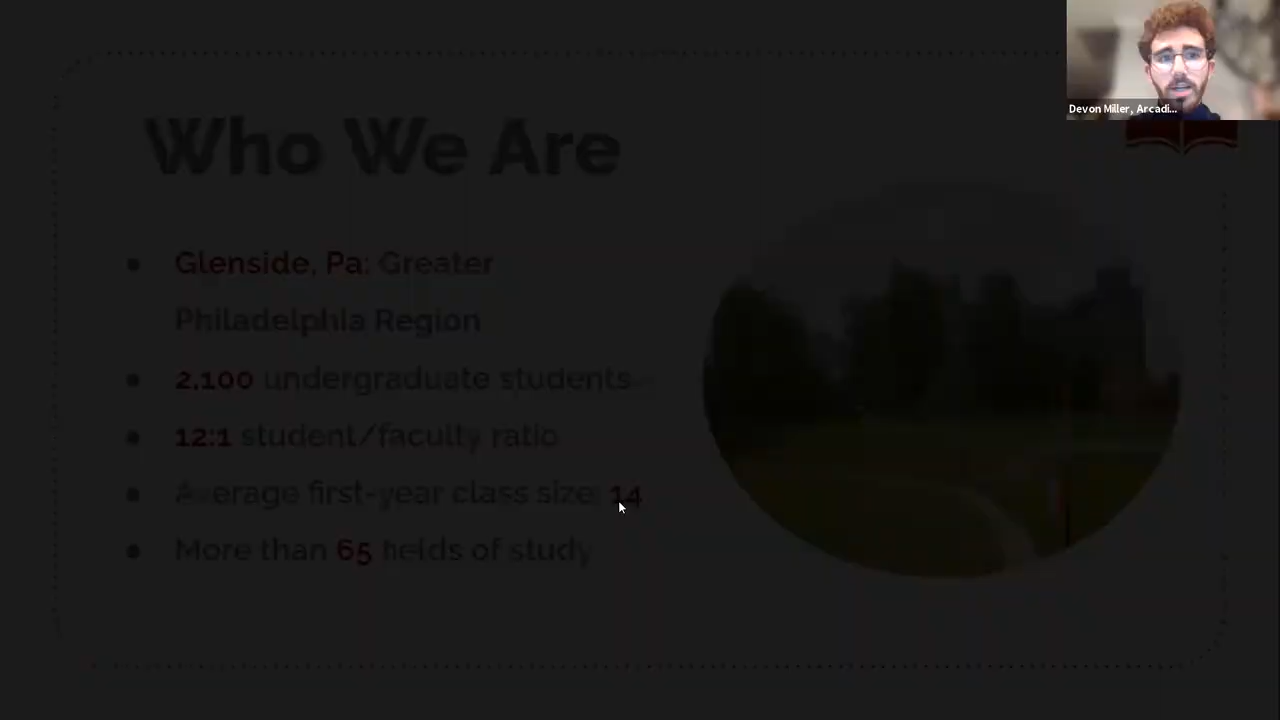 Devon Miller, Arcadi...
Who We Are
Glenside, Pa: Greater
Philadelphia Region
2,100 undergraduate students
12:1 student/faculty ratio
Average first-year class size: 14
More than 65 fields of study